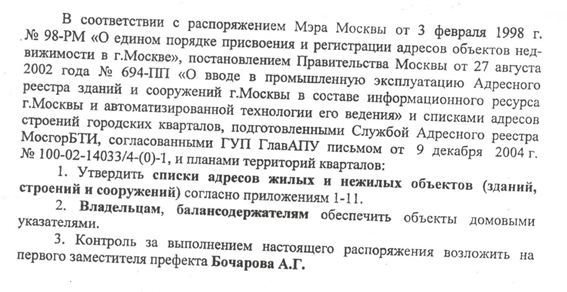 В соответствии с распоряжением Мэра Москвы от 3 февраля 1998 г.
№ 98-РМ «О едином порядке присвоения и регистрации адресов объектов нед-
вижимости в г.Москве», постановлением Правительства Москвы от 27 августа
2002 года № 694-ПП «О вводе в промышленную эксплуатацию Адресного
реестра зданий и сооружений г.Москвы в составе информационного ресурса
г.Москвы и автоматизированной технологии его ведения» и списками адресов
строений городских кварталов, подготовленными Службой Адресного реестра
МосгорБТИ, согласованными ГУП ГлавАПУ письмом от 9 декабря 2004 г.
№ 100-02-14033/4-(0)-1, и планами территорий кварталов:
1. Утвердить списки адресов жилых и нежилых объектов (зданий,
строений и сооружений) согласно приложениям 1-11.
2. Владельцам, балансодержателям обеспечить объекты домовыми
указателями.
3. Контроль за выполнением настоящего распоряжения возложить на
первого заместителя префекта Бочарова А.Г.